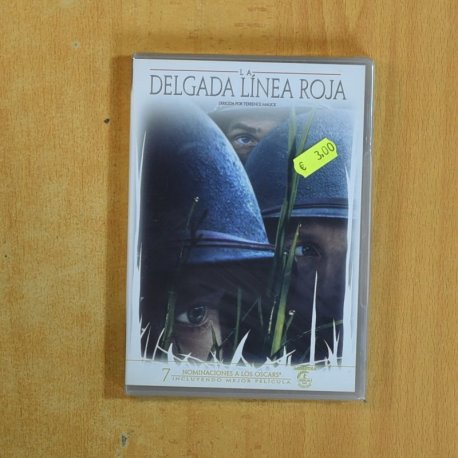 LA
DELGADA LÍNEA ROJA
DIRIGIDA POR TERRENCE MALICK
€ 3,00
7 NOMINACIONES A LOS OSCARS®
INCLUYENDO MEJOR PELÍCULA